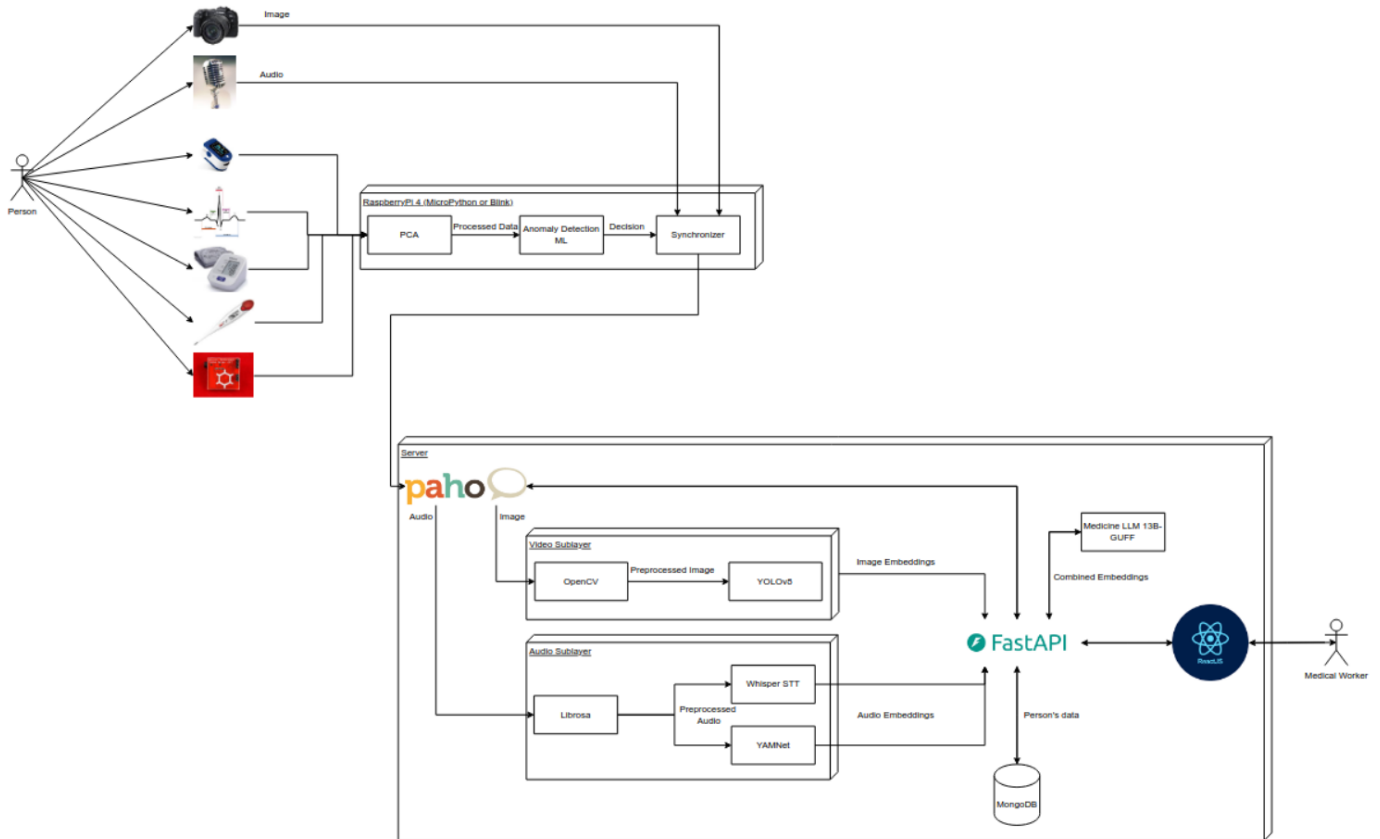 Image
Audio
Person
RaspberryPi 4 (MicroPython or Blink)
PCA
Processed Data
Anomaly Detection
ML
Decision
Synchronizer
Server
paho
Audio
Image
Video Sublayer
OpenCV
Preprocessed Image
YOLOv8
Image Embeddings
Medicine LLM 13B-
GUFF
Combined Embeddings
FastAPI
ReactJS
Medical Worker
Audio Sublayer
Librosa
Preprocessed
Audio
Whisper STT
YAMNet
Audio Embeddings
Person's data
MongoDB